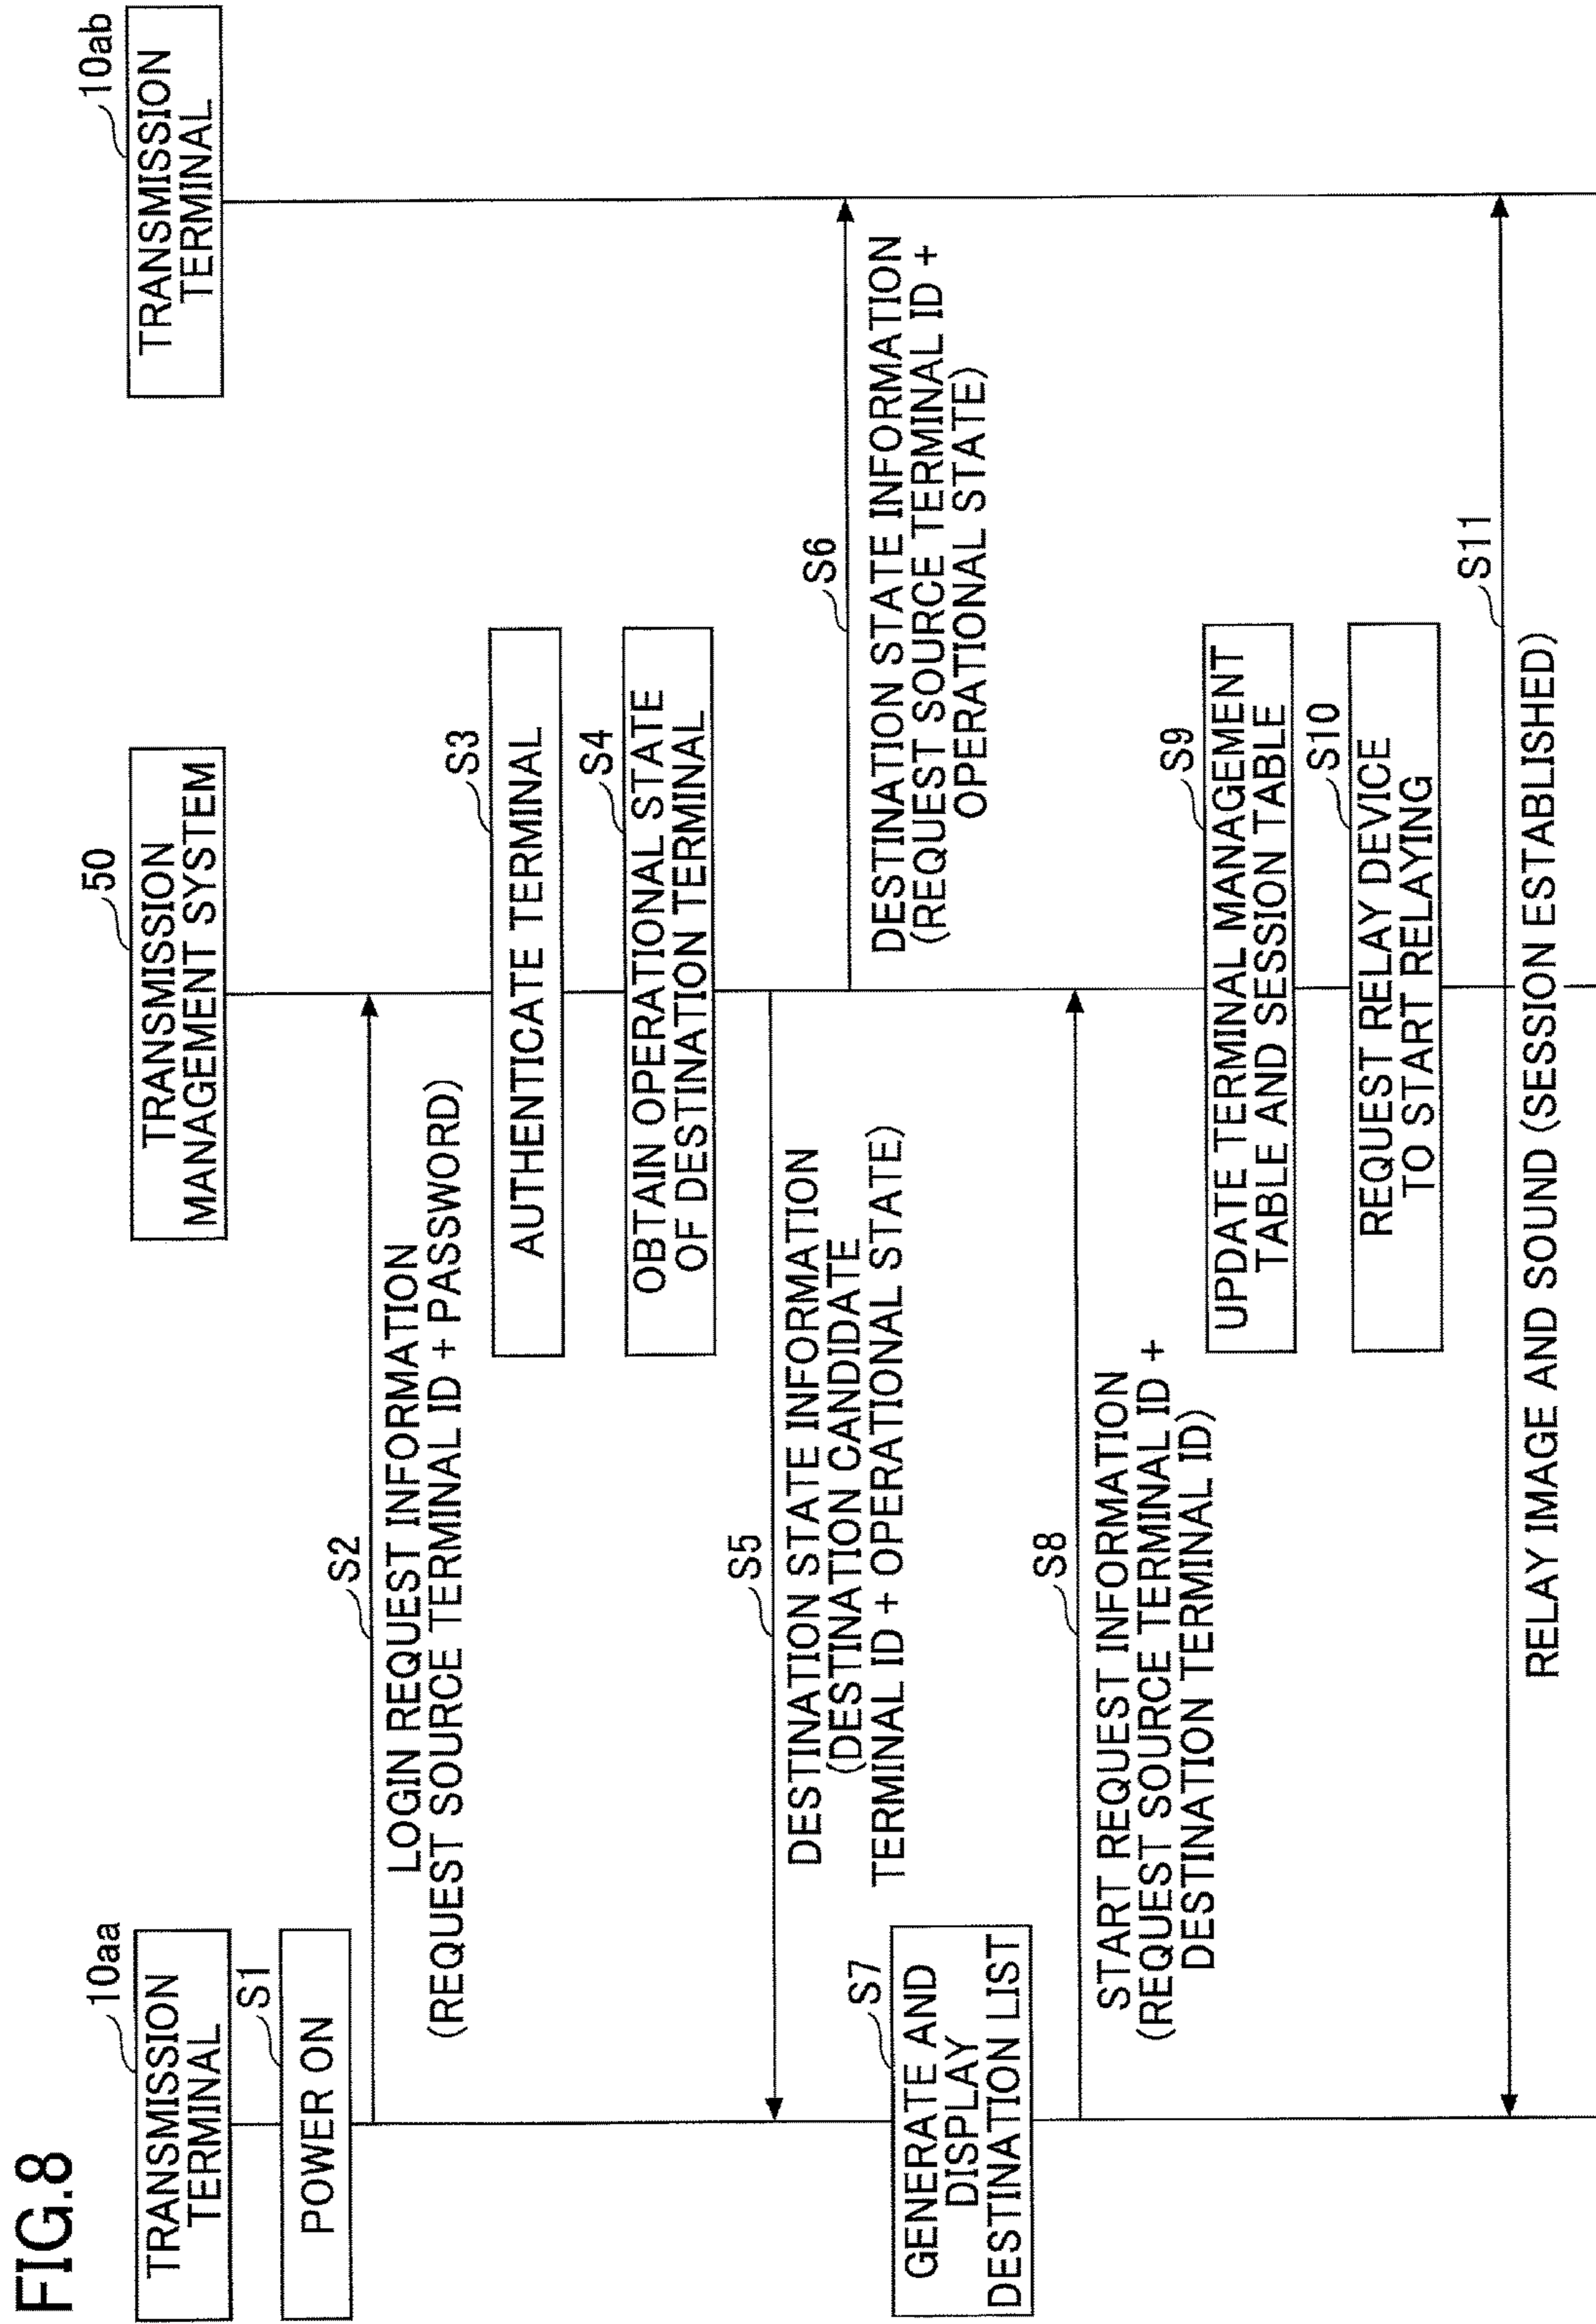 FIG.8
10aa
TRANSMISSION
TERMINAL
50
TRANSMISSION
MANAGEMENT SYSTEM
10ab
TRANSMISSION
TERMINAL
S1
POWER ON
S2
LOGIN REQUEST INFORMATION
(REQUEST SOURCE TERMINAL ID + PASSWORD)
S3
AUTHENTICATE TERMINAL
S4
OBTAIN OPERATIONAL STATE
OF DESTINATION TERMINAL
S5
DESTINATION STATE INFORMATION
(DESTINATION CANDIDATE
TERMINAL ID + OPERATIONAL STATE)
S6
DESTINATION STATE INFORMATION
(REQUEST SOURCE TERMINAL ID +
OPERATIONAL STATE)
S7
GENERATE AND
DISPLAY
DESTINATION LIST
S8
START REQUEST INFORMATION
(REQUEST SOURCE TERMINAL ID +
DESTINATION TERMINAL ID)
S9
UPDATE TERMINAL MANAGEMENT
TABLE AND SESSION TABLE
S10
REQUEST RELAY DEVICE
TO START RELAYING
S11
RELAY IMAGE AND SOUND (SESSION ESTABLISHED)